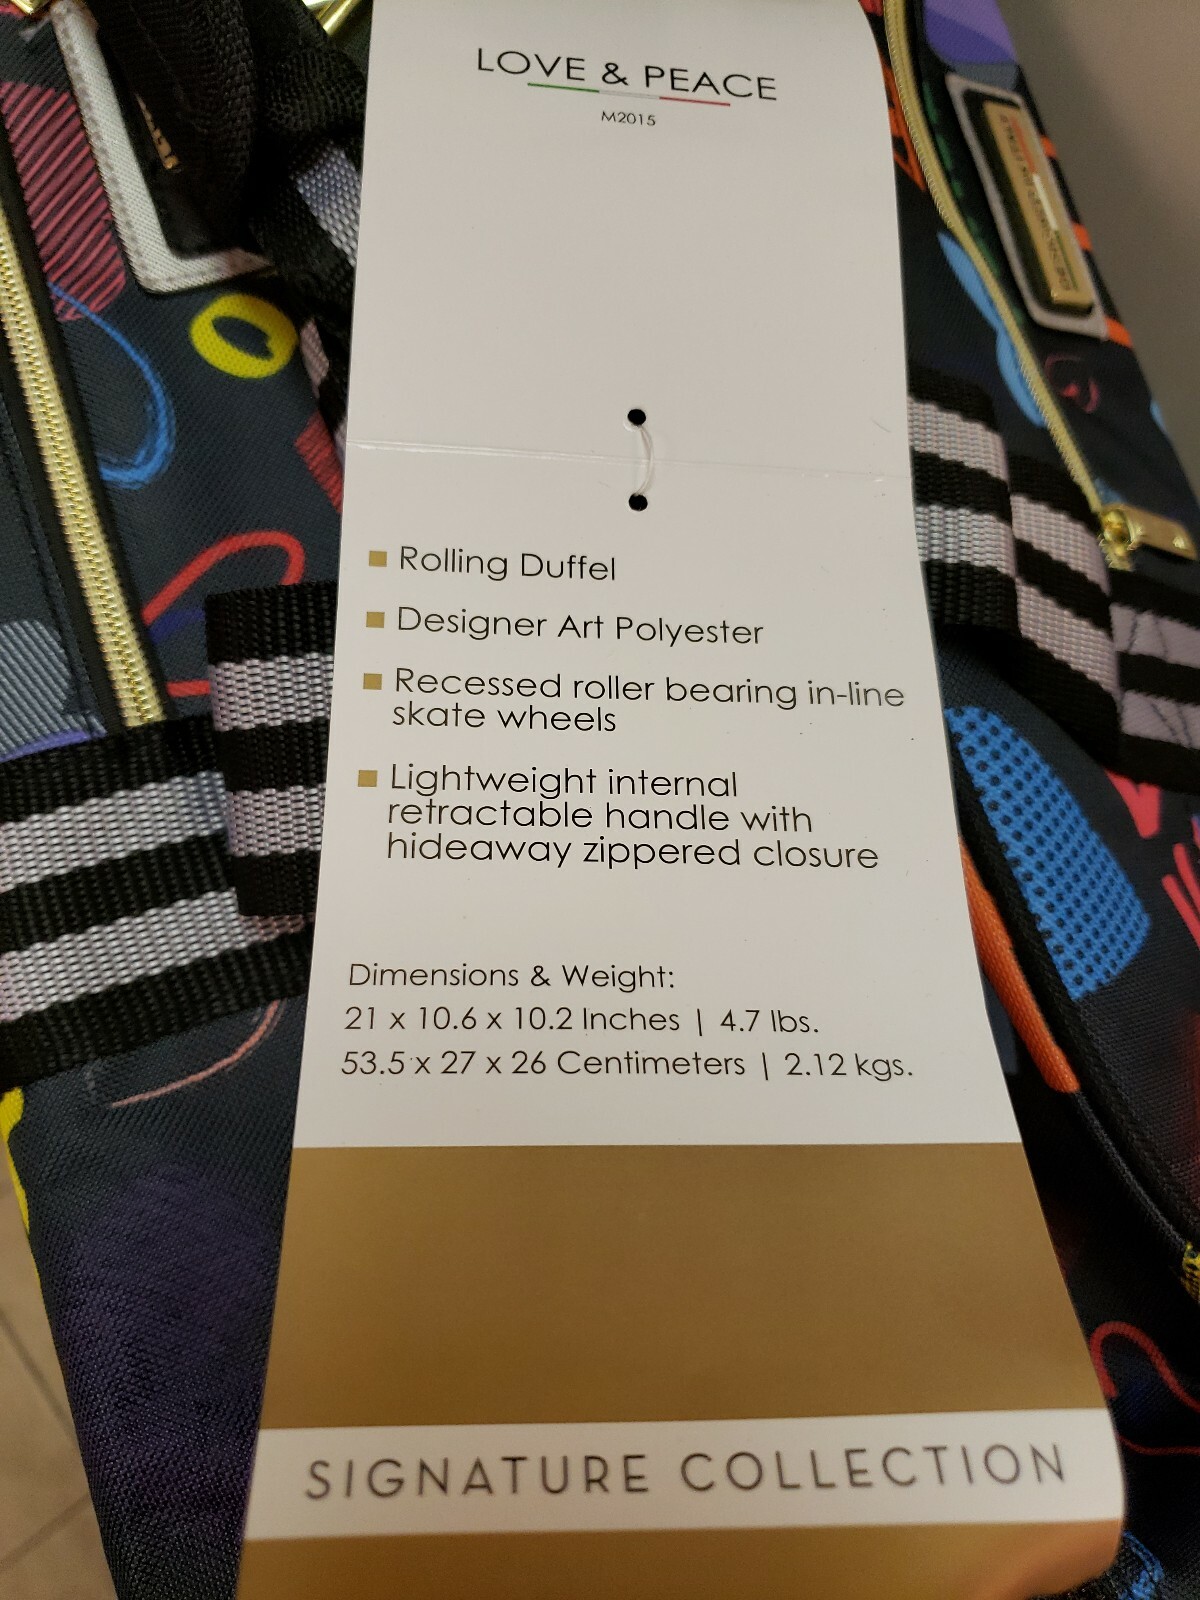 LOVE & PEACE
M2015
Rolling Duffel
Designer Art Polyester
Recessed roller bearing in-line
skate wheels
Lightweight internal
retractable handle with
hideaway zippered closure
Dimensions & Weight:
21 x 10.6 x 10.2 Inches | 4.7 lbs.
53.5 x 27 x 26 Centimeters | 2.12 kgs.
SIGNATURE COLLECTION